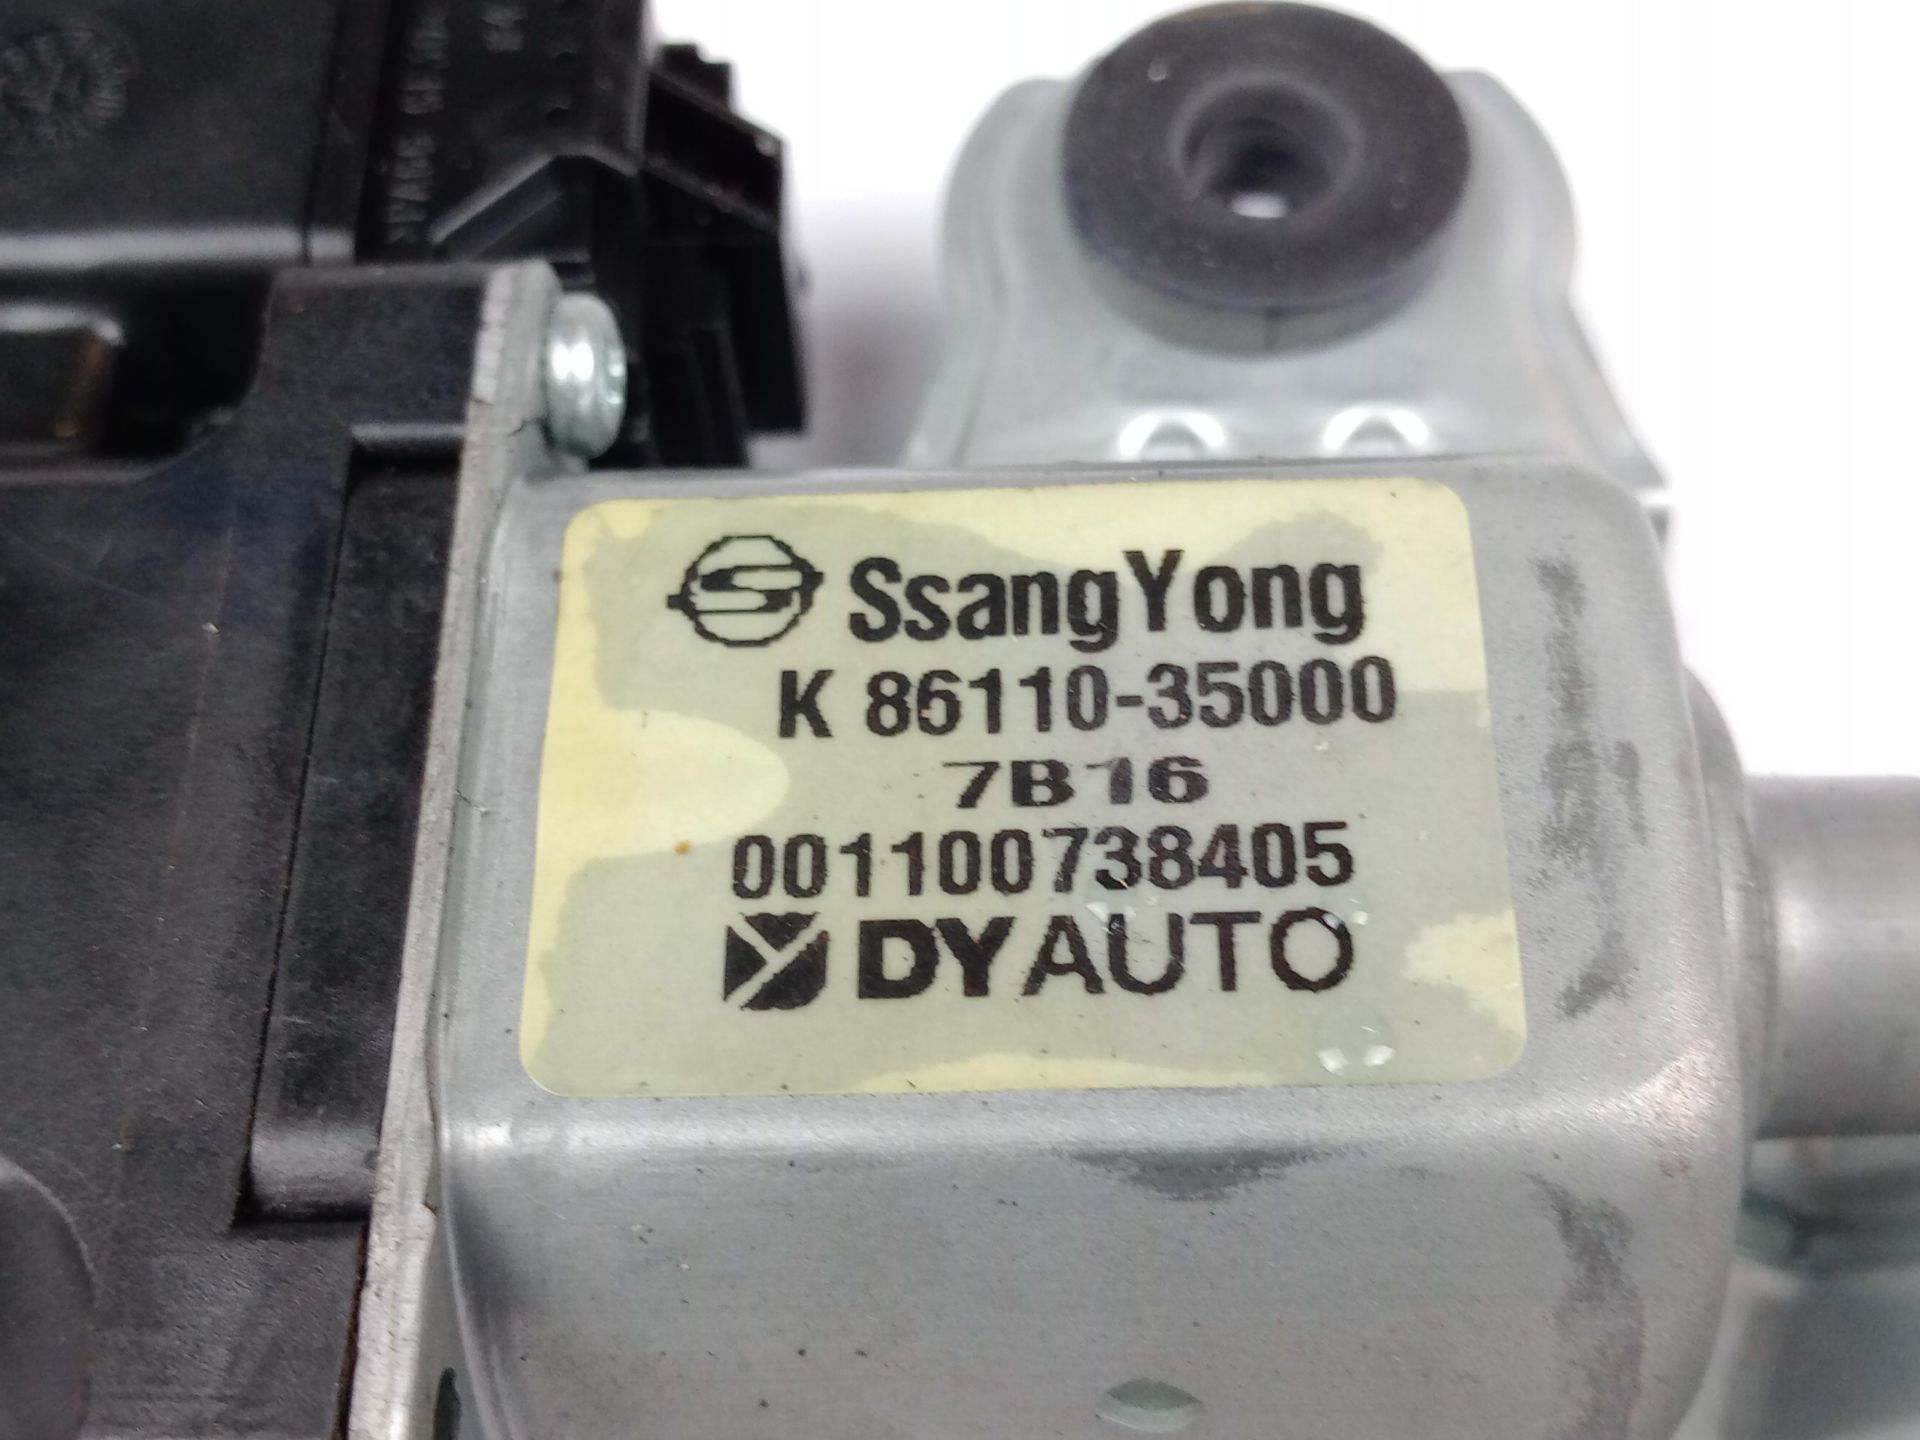 SsangYong
K 86110-35000
7B16
001100738405
DYAUTO